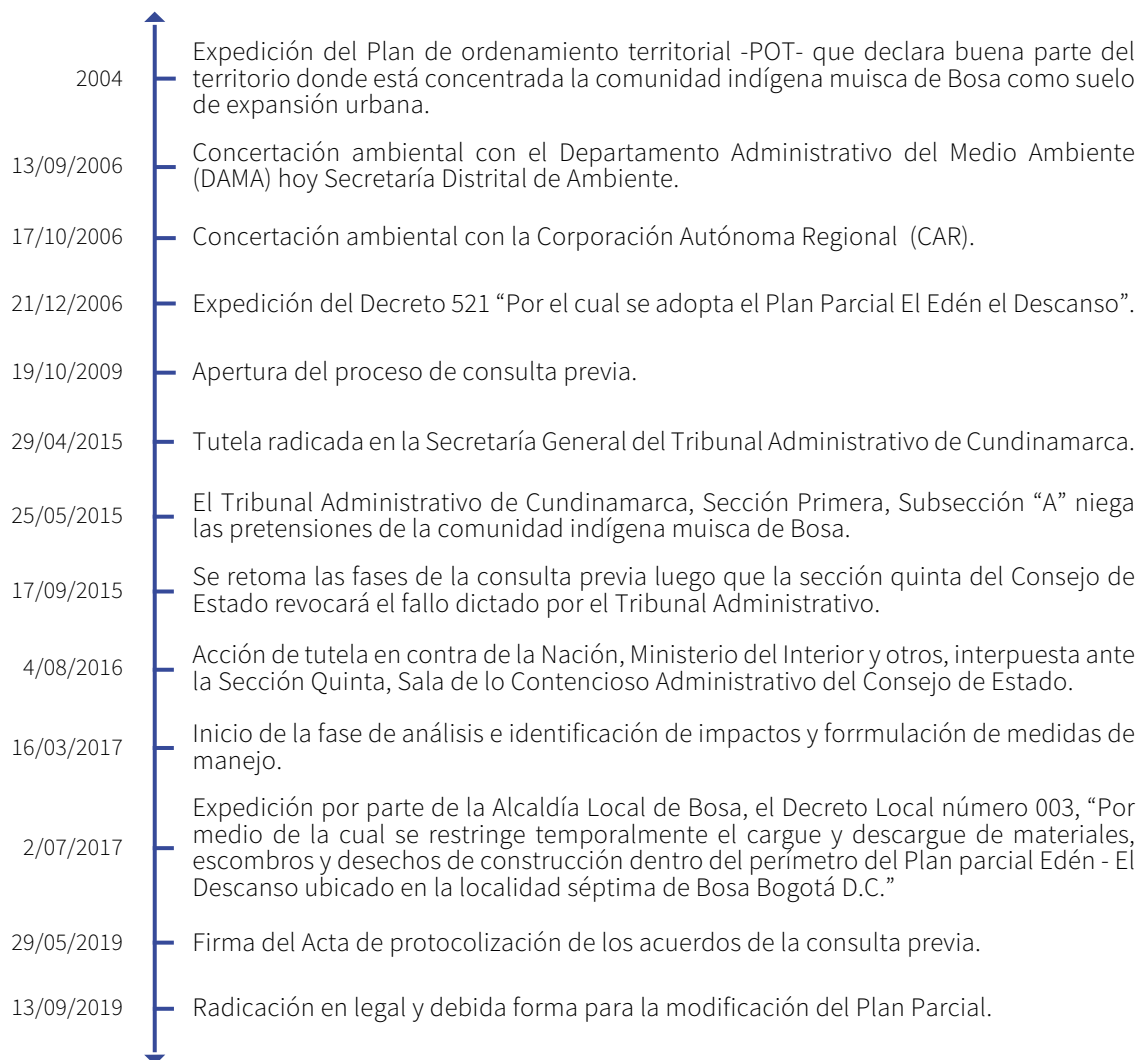 Expedición del Plan de ordenamiento territorial -POT- que declara buena parte del
2004
territorio donde está concentrada la comunidad indígena muisca de Bosa como suelo
de expansión urbana.
13/09/2006
Concertación ambiental con el Departamento Administrativo del Medio Ambiente
(DAMA) hoy Secretaría Distrital de Ambiente.
17/10/2006
Concertación ambiental con la Corporación Autónoma Regional (CAR).
21/12/2006
Expedición del Decreto 521 “Por el cual se adopta el Plan Parcial El Edén el Descanso”.
19/10/2009
Apertura del proceso de consulta previa.
29/04/2015
Tutela radicada en la Secretaría General del Tribunal Administrativo de Cundinamarca.
25/05/2015
El Tribunal Administrativo de Cundinamarca, Sección Primera, Subsección “A” niega
las pretensiones de la comunidad indígena muisca de Bosa.
17/09/2015
Se retoma las fases de la consulta previa luego que la sección quinta del Consejo de
Estado revocará el fallo dictado por el Tribunal Administrativo.
4/08/2016
Acción de tutela en contra de la Nación, Ministerio del Interior y otros, interpuesta ante
la Sección Quinta, Sala de lo Contencioso Administrativo del Consejo de Estado.
16/03/2017
Inicio de la fase de análisis e identificación de impactos y forrmulación de medidas de
manejo.
2/07/2017
Expedición por parte de la Alcaldía Local de Bosa, el Decreto Local número 003, “Por
medio de la cual se restringe temporalmente el cargue y descargue de materiales,
escombros y desechos de construcción dentro del perímetro del Plan parcial Edén - El
Descanso ubicado en la localidad séptima de Bosa Bogotá D.C.”
29/05/2019
Firma del Acta de protocolización de los acuerdos de la consulta previa.
13/09/2019
Radicación en legal y debida forma para la modificación del Plan Parcial.